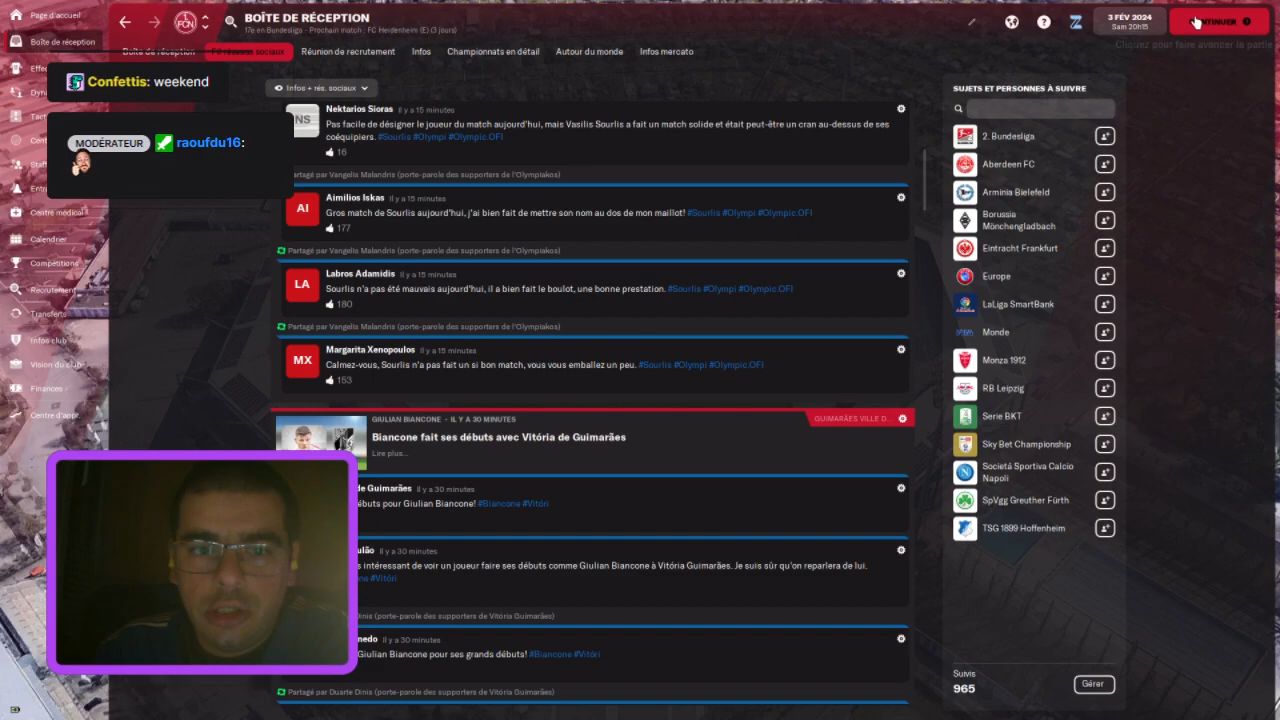 Page d'accueil
BOÎTE DE RÉCEPTION
17e en Bundesliga - Prochain match : FC Heidenheim (E) (3 jours)
3 FÉV 2024
Sam 20h15
Cliquez pour faire avancer la partie
Boîte de réception
Boîte de réception
Réunion de recrutement
Infos
Championnats en détail
Autour du monde
Infos mercato
Confettis: weekend
MODÉRATEUR raoufdu16:
Centre médical
Calendrier
Compétitions
Recrutement
Transferts
Infos club
Vision du club
Finances
Centre d'appr.
Infos + rés. sociaux
NS
Nektarios Sioras Il y a 15 minutes
Pas facile de désigner le joueur du match aujourd'hui, mais Vasilis Sourlis a fait un match solide et était peut-être un cran au-dessus de ses
coéquipiers. #Sourlis #Olympi #Olympic.OFI
16
Partagé par Vangelis Malandris (porte-parole des supporters de l'Olympiakos)
AI
Aimilios Iskas Il y a 15 minutes
Gros match de Sourlis aujourd'hui, j'ai bien fait de mettre son nom au dos de mon maillot! #Sourlis #Olympi #Olympic.OFI
177
Partagé par Vangelis Malandris (porte-parole des supporters de l'Olympiakos)
LA
Labros Adamidis Il y a 15 minutes
Sourlis n'a pas été mauvais aujourd'hui, il a bien fait le boulot, une bonne prestation. #Sourlis #Olympi #Olympic.OFI
180
Partagé par Vangelis Malandris (porte-parole des supporters de l'Olympiakos)
MX
Margarita Xenopoulos Il y a 15 minutes
Calmez-vous, Sourlis n'a pas fait un si bon match, vous vous emballez un peu. #Sourlis #Olympi #Olympic.OFI
153
GIULIAN BIANCONE - IL Y A 30 MINUTES
GUIMARÃES VILLE D...
Biancone fait ses débuts avec Vitória de Guimarães
Lire plus...
de Guimarães Il y a 30 minutes
ébuts pour Giulian Biancone! #Biancone #Vitóri
ulão Il y a 30 minutes
s intéressant de voir un joueur faire ses débuts comme Giulian Biancone à Vitória Guimarães. Je suis sûr qu'on reparlera de lui.
ne #Vitóri
Dinis (porte-parole des supporters de Vitória Guimarães)
nedo Il y a 30 minutes
Giulian Biancone pour ses grands débuts! #Biancone #Vitóri
Partagé par Duarte Dinis (porte-parole des supporters de Vitória Guimarães)
SUJETS ET PERSONNES À SUIVRE
2. Bundesliga
Aberdeen FC
Arminia Bielefeld
Borussia
Mönchengladbach
Eintracht Frankfurt
Europe
LaLiga SmartBank
Monde
Monza 1912
RB Leipzig
Serie BKT
Sky Bet Championship
Società Sportiva Calcio
Napoli
SpVgg Greuther Fürth
TSG 1899 Hoffenheim
Suivis
965
Gérer